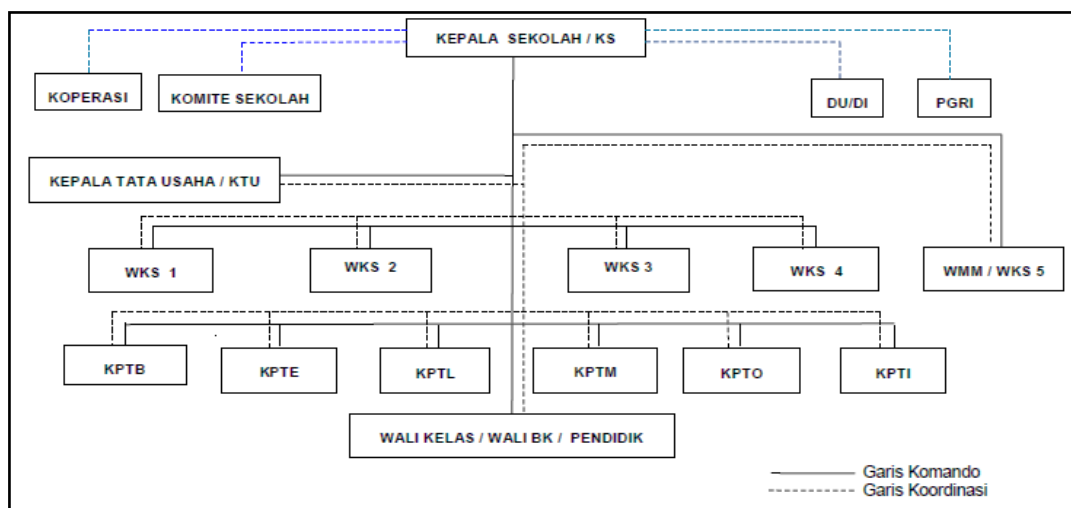 KEPALA SEKOLAH / KS
KOPERASI
KOMITE SEKOLAH
DU/DI
PGRI
KEPALA TATA USAHA / KTU
WKS 1
WKS 2
WKS 3
WKS 4
WMM / WKS 5
KPTB
KPTE
KPTL
KPTM
KPTO
KPTI
WALI KELAS / WALI BK / PENDIDIK
Garis Komando
Garis Koordinasi